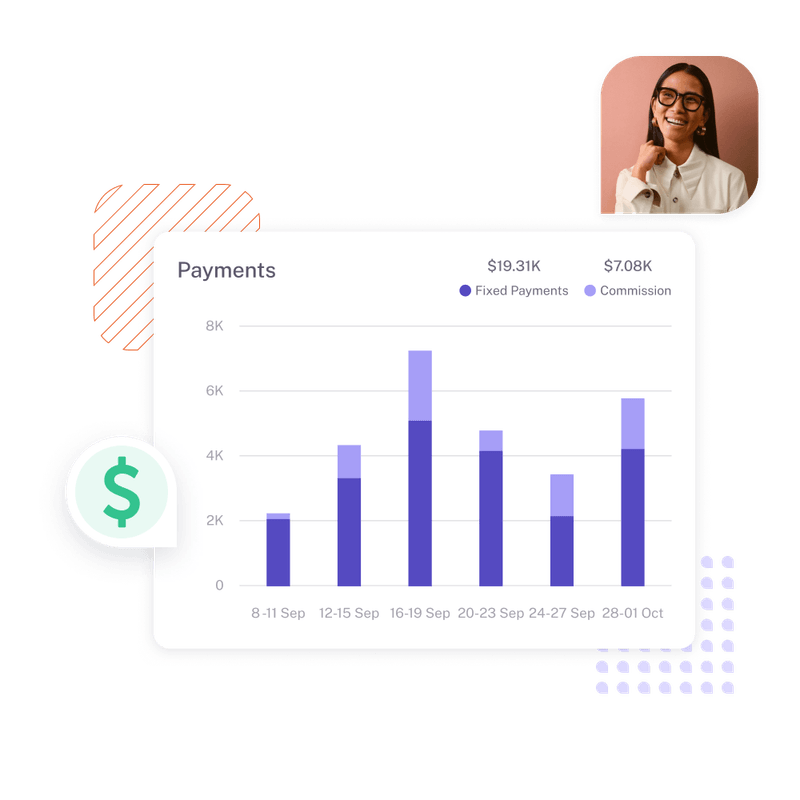 Payments
$19.31K $7.08K
Fixed Payments Commission
8K
6K
4K
2K
0
8-11 Sep 12-15 Sep 16-19 Sep 20-23 Sep 24-27 Sep 28-01 Oct
$